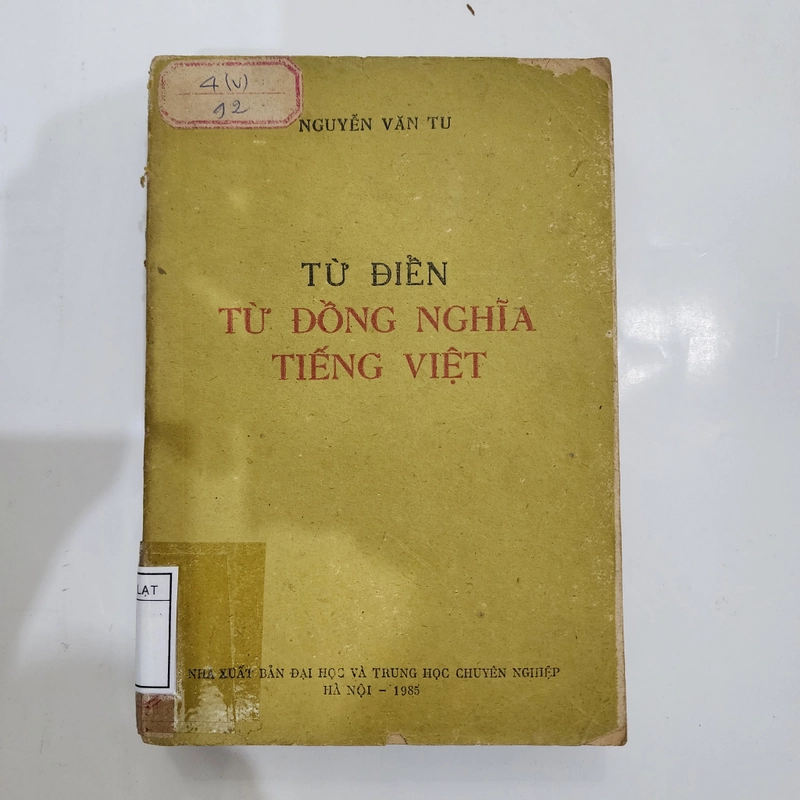 4 (V)
12
NGUYỄN VĂN TU
TỪ ĐIỂN
TỪ ĐỒNG NGHĨA
TIẾNG VIỆT
LẠT
NHÀ XUẤT BẢN ĐẠI HỌC VÀ TRUNG HỌC CHUYÊN NGHIỆP
HÀ NỘI - 1985